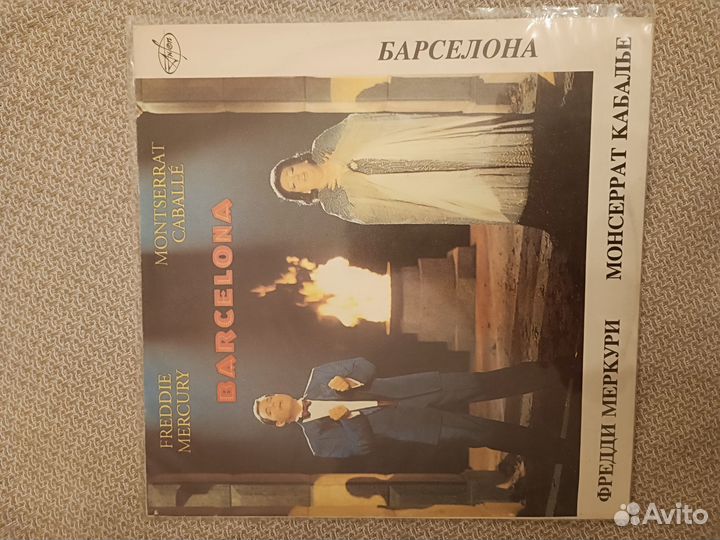 БАРСЕЛОНА
FREDDIE
MERCURY
MONTSERRAT
CABALLÉ
BARCELONA
ФРЕДДИ МЕРКУРИ МОНСЕРРАТ КАБАЛЬЕ
Avito